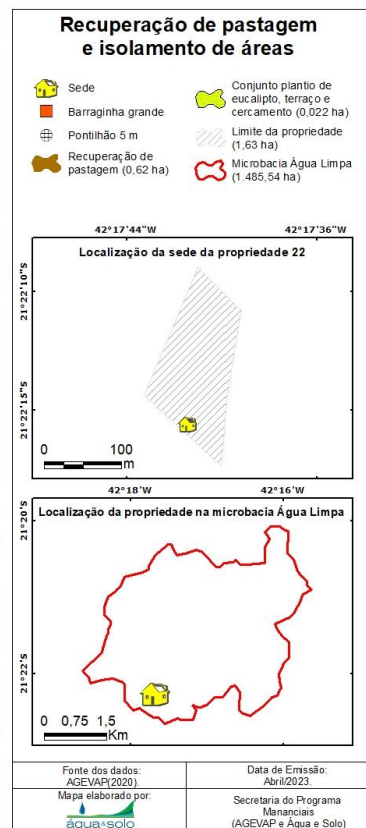 Recuperação de pastagem
e isolamento de áreas
Sede
Barraginha grande
Pontilhão 5 m
Recuperação de
pastagem (0,62 ha)
Conjunto plantio de
eucalipto, terraço e
cercamento (0,022 ha)
Limite da propriedade
(1,63 ha)
Microbacia Água Limpa
(1.485,54 ha)
42°17'44"W 42°17'36"W
Localização da sede da propriedade 22
21°22'10"S
21°22'15"S
0 100
m
42°18'W 42°16'W
Localização da propriedade na microbacia Água Limpa
21°20'S
21°22'S
0 0,75 1,5
Km
Fonte dos dados:
AGEVAP(2020).
Data de Emissão:
Abril/2023.
Mapa elaborado por:
água&solo
Secretaria do Programa
Mananciais
(AGEVAP e Água e Solo)